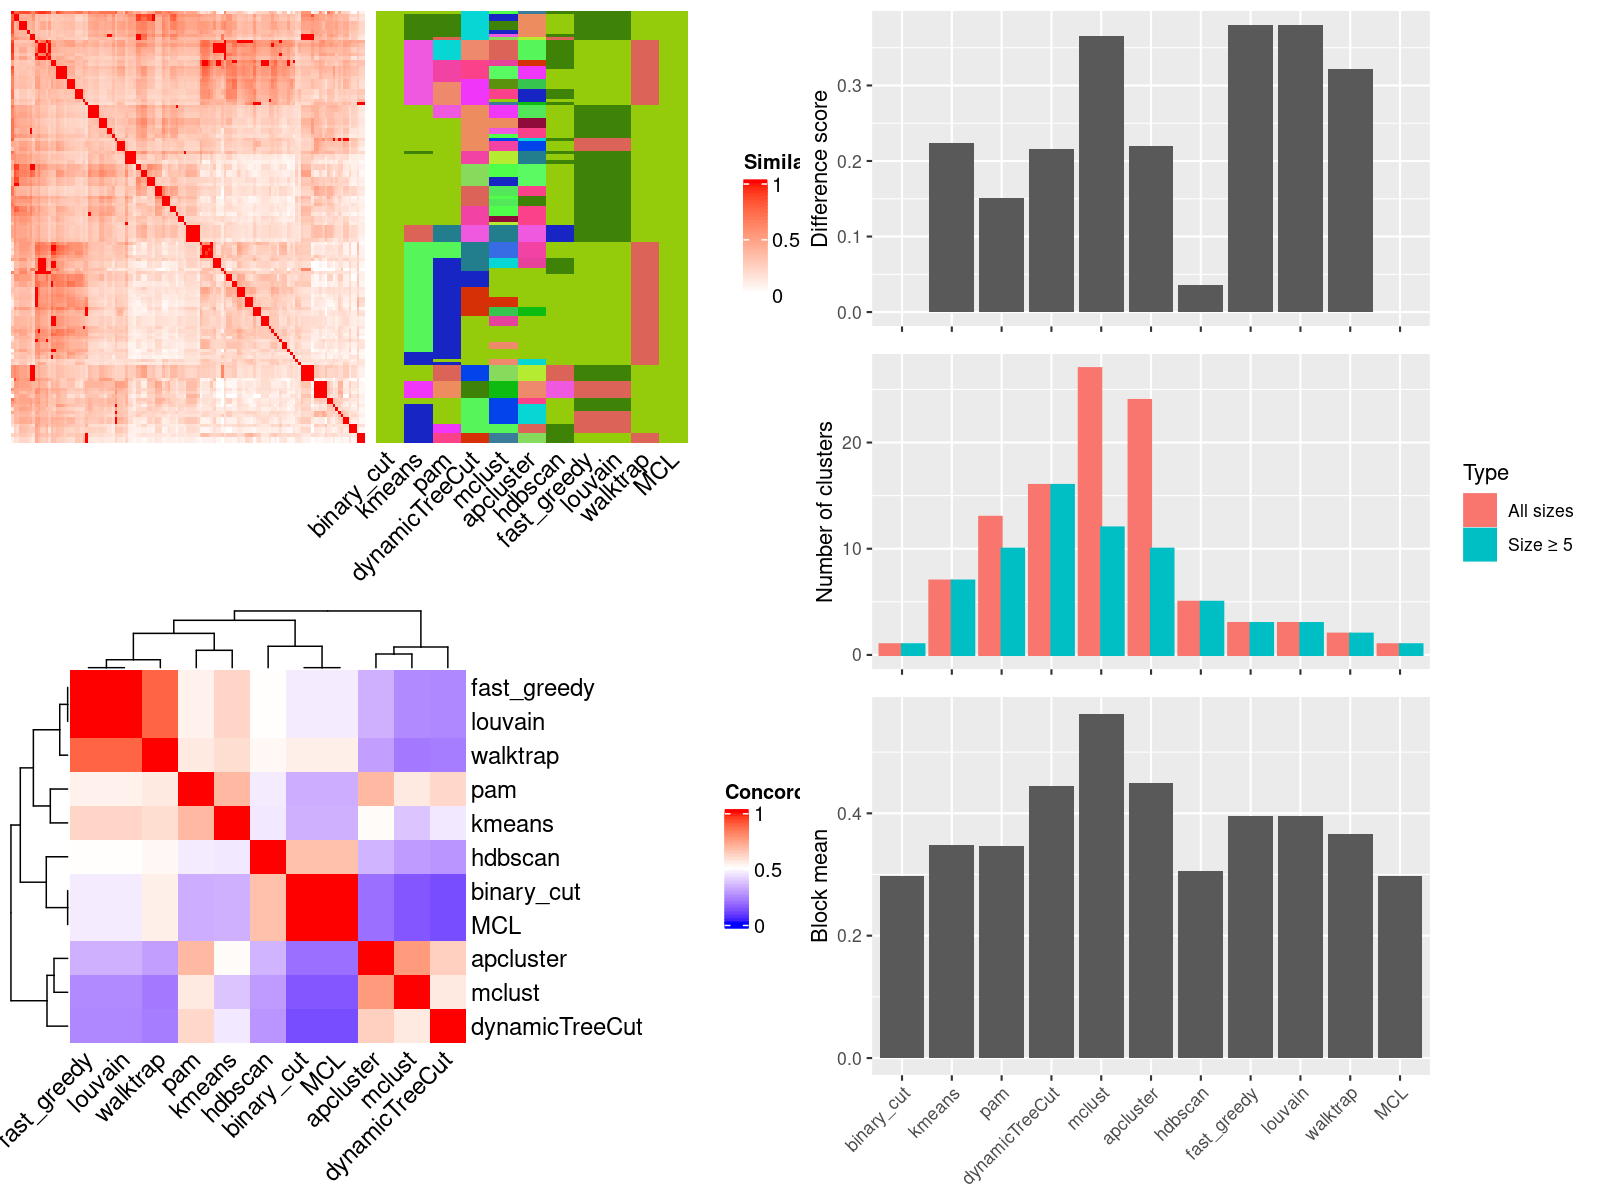 Simila
1
0.5
0
binary_cut
kmeans
pam
dynamicTreeCut
mclust
apcluster
hdbscan
fast_greedy
louvain
walktrap
MCL
Difference score
0.3
0.2
0.1
0.0
Number of clusters
20
10
0
Type
All sizes
Size ≥ 5
fast_greedy
louvain
walktrap
pam
kmeans
hdbscan
binary_cut
MCL
apcluster
mclust
dynamicTreeCut
fast_greedy
louvain
walktrap
pam
kmeans
hdbscan
binary_cut
MCL
apcluster
mclust
dynamicTreeCut
Concord
1
0.5
0
Block mean
0.4
0.2
0.0
binary_cut
kmeans
pam
dynamicTreeCut
mclust
apcluster
hdbscan
fast_greedy
louvain
walktrap
MCL